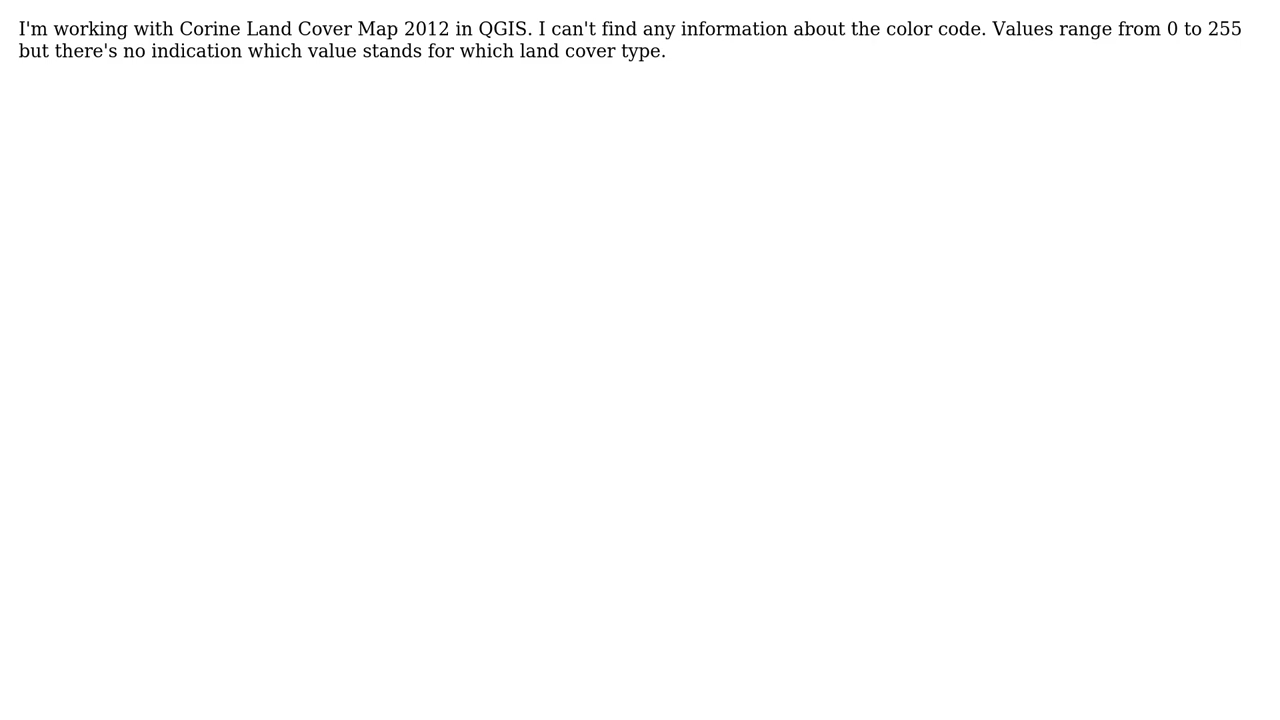 I'm working with Corine Land Cover Map 2012 in QGIS. I can't find any information about the color code. Values range from 0 to 255
but there's no indication which value stands for which land cover type.